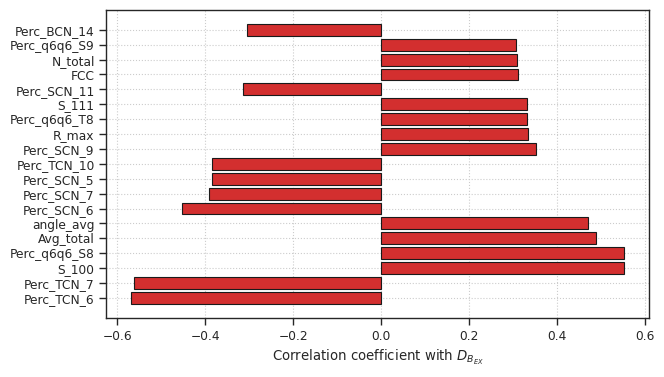 Perc_BCN_14
Perc_q6q6_S9
N_total
FCC
Perc_SCN_11
S_111
Perc_q6q6_T8
R_max
Perc_SCN_9
Perc_TCN_10
Perc_SCN_5
Perc_SCN_7
Perc_SCN_6
angle_avg
Avg_total
Perc_q6q6_S8
S_100
Perc_TCN_7
Perc_TCN_6
−0.6 −0.4 −0.2 0.0 0.2 0.4 0.6
Correlation coefficient with D_{B_{EX}}